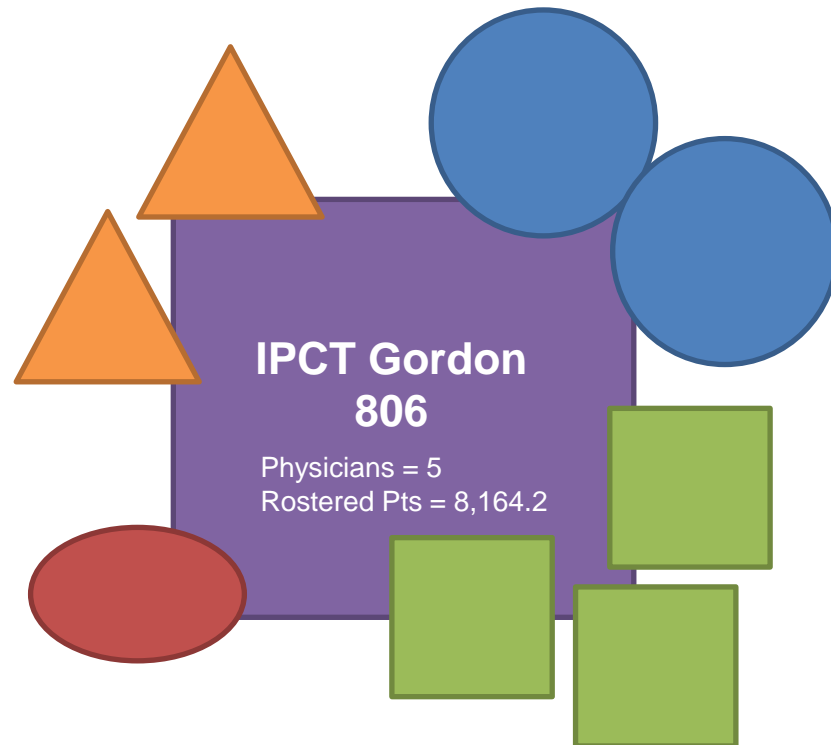 IPCT Gordon
806
Physicians = 5
Rostered Pts = 8,164.2